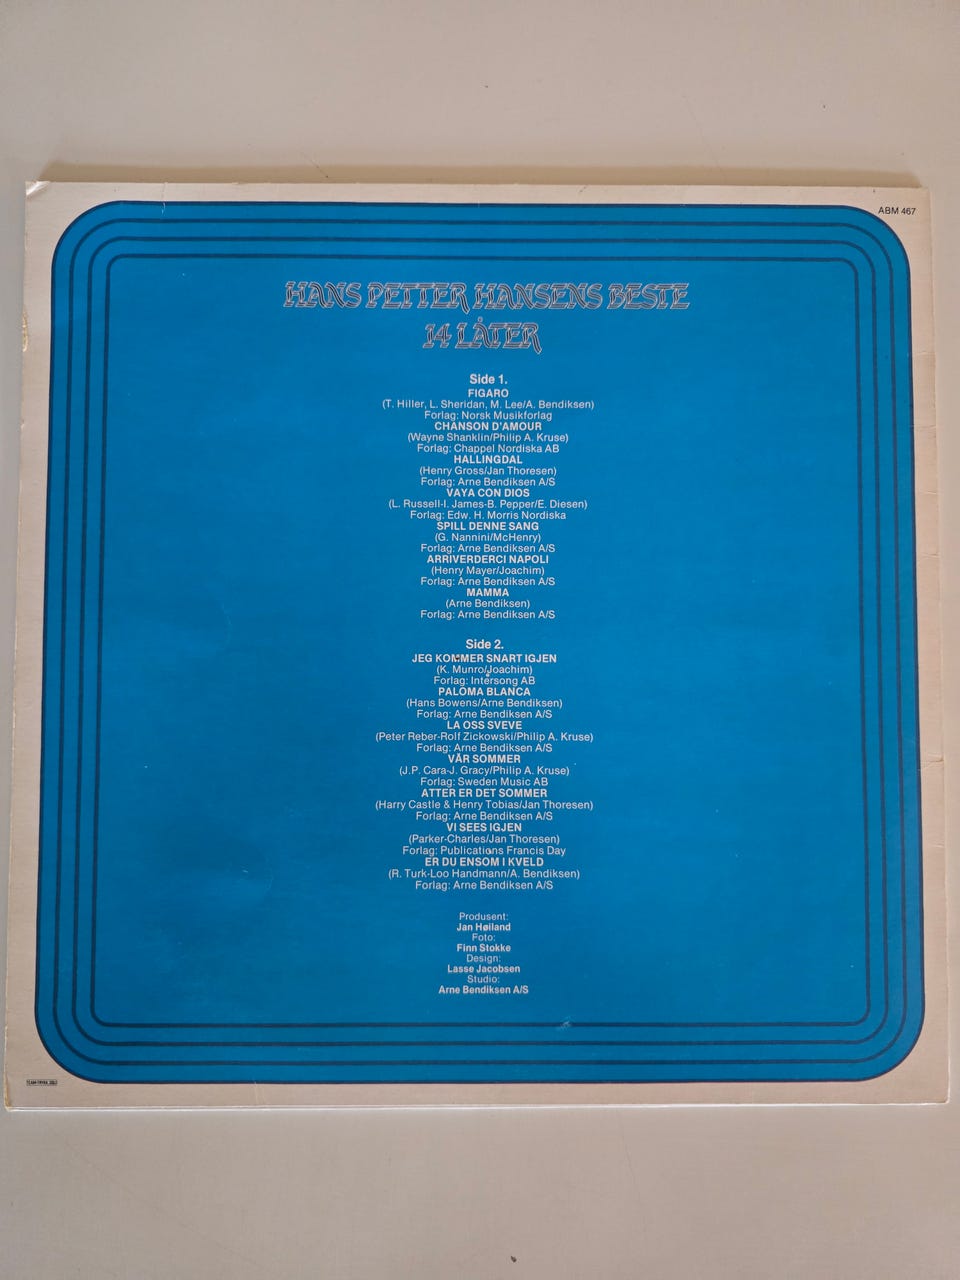 ABM 467
HANS PETTER HANSENS BESTE
14 LÅTER
Side 1.
FIGARO
(T. Hiller, L. Sheridan, M. Lee/A. Bendiksen)
Forlag: Norsk Musikforlag
CHANSON D'AMOUR
(Wayne Shanklin/Philip A. Kruse)
Forlag: Chappel Nordiska AB
HALLINGDAL
(Henry Gross/Jan Thoresen)
Forlag: Arne Bendiksen A/S
VAYA CON DIOS
(L. Russell-I. James-B. Pepper/E. Diesen)
Forlag: Edw. H. Morris Nordiska
SPILL DENNE SANG
(G. Nannini/McHenry)
Forlag: Arne Bendiksen A/S
ARRIVERDERCI NAPOLI
(Henry Mayer/Joachim)
Forlag: Arne Bendiksen A/S
MAMMA
(Arne Bendiksen)
Forlag: Arne Bendiksen A/S
Side 2.
JEG KOMMER SNART IGJEN
(K. Munro/Joachim)
Forlag: Intersong AB
PALOMA BLANCA
(Hans Bowens/Arne Bendiksen)
Forlag: Arne Bendiksen A/S
LA OSS SVEVE
(Peter Reber-Rolf Zickowski/Philip A. Kruse)
Forlag: Arne Bendiksen A/S
VÅR SOMMER
(J.P. Cara-J. Gracy/Philip A. Kruse)
Forlag: Sweden Music AB
ATTER ER DET SOMMER
(Harry Castle & Henry Tobias/Jan Thoresen)
Forlag: Arne Bendiksen A/S
VI SEES IGJEN
(Parker-Charles/Jan Thoresen)
Forlag: Publications Francis Day
ER DU ENSOM I KVELD
(R. Turk-Loo Handmann/A. Bendiksen)
Forlag: Arne Bendiksen A/S
Produsent:
Jan Høiland
Foto:
Finn Stokke
Design:
Lasse Jacobsen
Studio:
Arne Bendiksen A/S